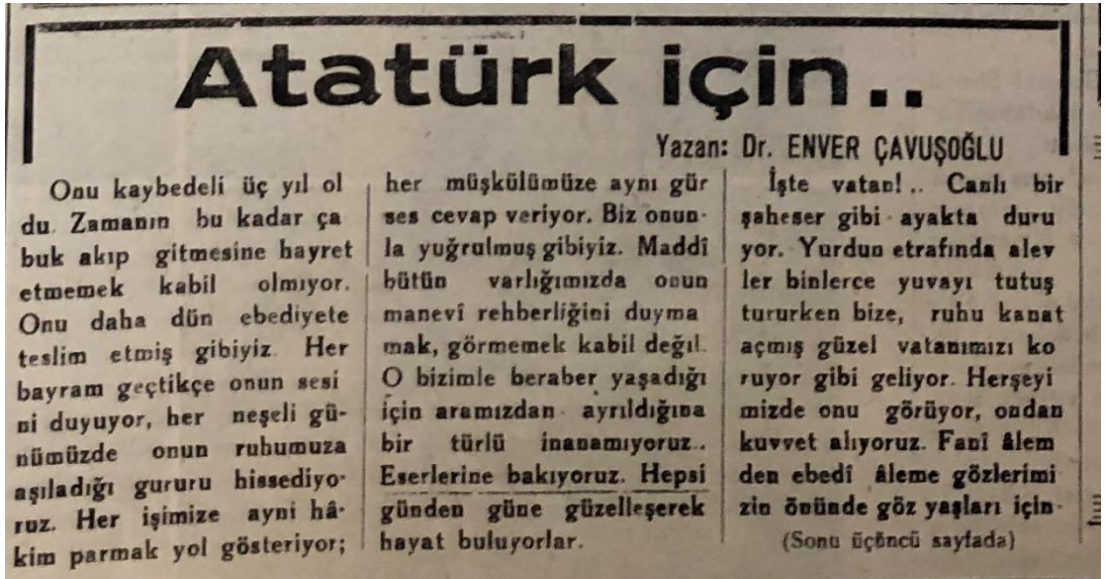 Atatürk için..
Yazan: Dr. ENVER ÇAVUŞOĞLU
Onu kaybedeli üç yıl ol
du. Zamanın bu kadar ça
buk akıp gitmesine hayret
etmemek kabil olmıyor.
Onu daha dün ebediyete
teslim etmiş gibiyiz. Her
bayram geçtikçe onun sesi
ni duyuyor, her neşeli gü-
nümüzde onun ruhumuza
aşıladığı gururu hissediyo-
ruz. Her işimize ayni hâ-
kim parmak yol gösteriyor;
her müşkülümüze aynı gür
ses cevap veriyor. Biz onun-
la yuğrulmuş gibiyiz. Maddî
bütün varlığımızda onun
manevî rehberliğini duyma
mak, görmemek kabil değil.
O bizimle beraber yaşadığı
için aramızdan ayrıldığına
bir türlü inanamıyoruz..
Eserlerine bakıyoruz. Hepsi
günden güne güzelleşerek
hayat buluyorlar.
İşte vatan!.. Canlı bir
şaheser gibi ayakta duru
yor. Yurdun etrafında alev
ler binlerce yuvayı tutuş
tururken bize, ruhu kanat
açmış güzel vatanımızı ko
ruyor gibi geliyor. Herşeyi
mizde onu görüyor, ondan
kuvvet alıyoruz. Fanî âlem
den ebedî âleme gözlerimi
zin önünde göz yaşları için-
(Sonu üçüncü sayfada)